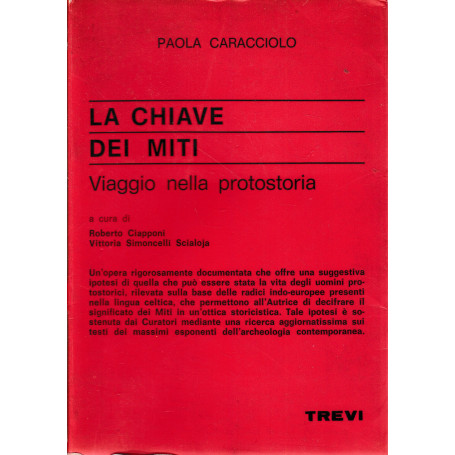 PAOLA CARACCIOLO
LA CHIAVE
DEI MITI
Viaggio nella protostoria
a cura di
Roberto Ciapponi
Vittoria Simoncelli Scialoja
Un'opera rigorosamente documentata che offre una suggestiva
ipotesi di quella che può essere stata la vita degli uomini pro-
tostorici, rilevata sulla base delle radici indo-europee presenti
nella lingua celtica, che permettono all'Autrice di decifrare il
significato dei Miti in un'ottica storicistica. Tale ipotesi è so-
stenuta dai Curatori mediante una ricerca aggiornatissima sui
testi dei massimi esponenti dell'archeologia contemporanea.
TREVI